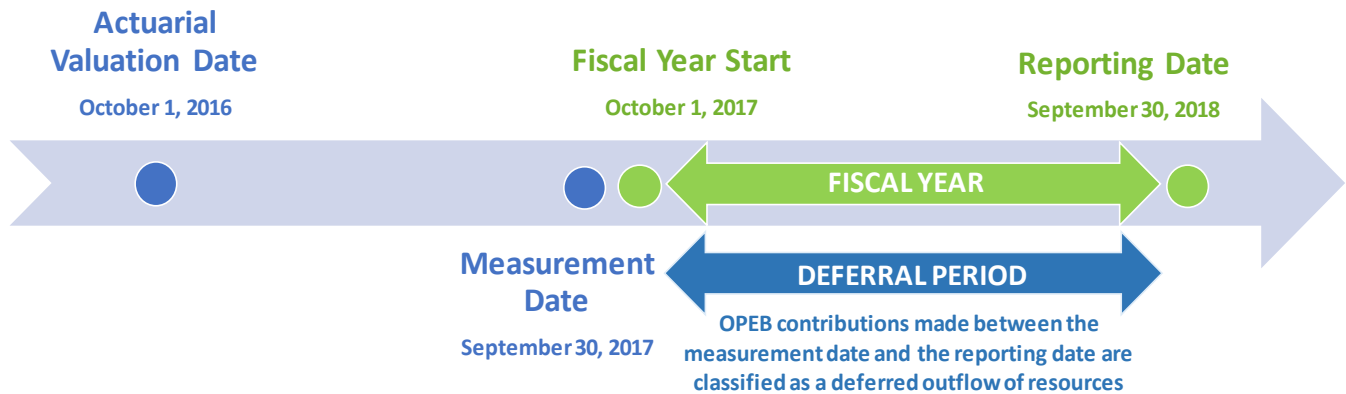 Actuarial
Valuation Date
October 1, 2016
Fiscal Year Start
October 1, 2017
Reporting Date
September 30, 2018
FISCAL YEAR
Measurement
Date
September 30, 2017
DEFERRAL PERIOD
OPEB contributions made between the
measurement date and the reporting date are
classified as a deferred outflow of resources